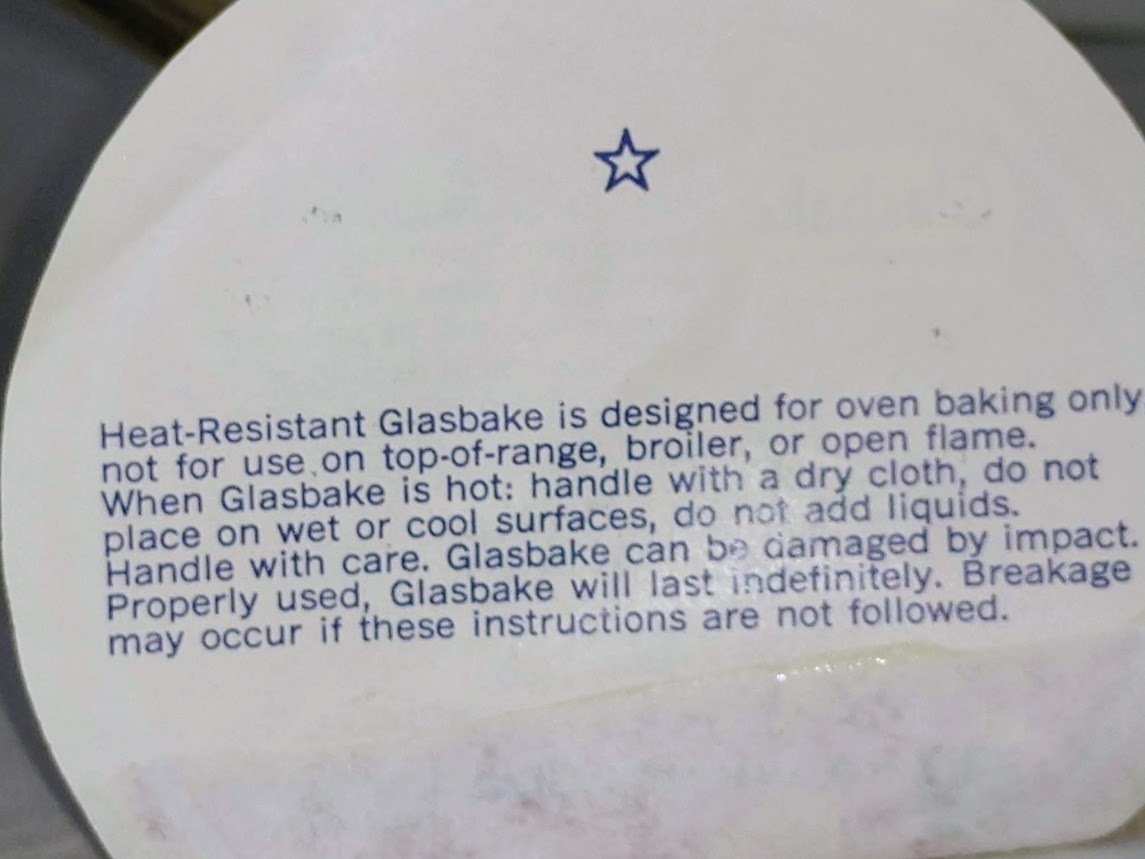 Heat-Resistant Glasbake is designed for oven baking only
not for use on top-of-range, broiler, or open flame.
When Glasbake is hot: handle with a dry cloth, do not
place on wet or cool surfaces, do not add liquids.
Handle with care. Glasbake can be damaged by impact.
Properly used, Glasbake will last indefinitely. Breakage
may occur if these instructions are not followed.